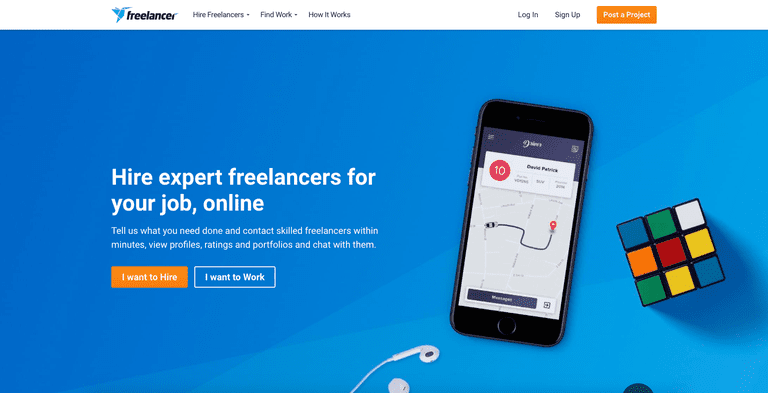 freelancer
Hire Freelancers
Find Work
How It Works
Log In
Sign Up
Post a Project
Hire expert freelancers for
your job, online
Tell us what you need done and contact skilled freelancers within
minutes, view profiles, ratings and portfolios and chat with them.
I want to Hire
I want to Work
David Patrick
10
SUV
Messages